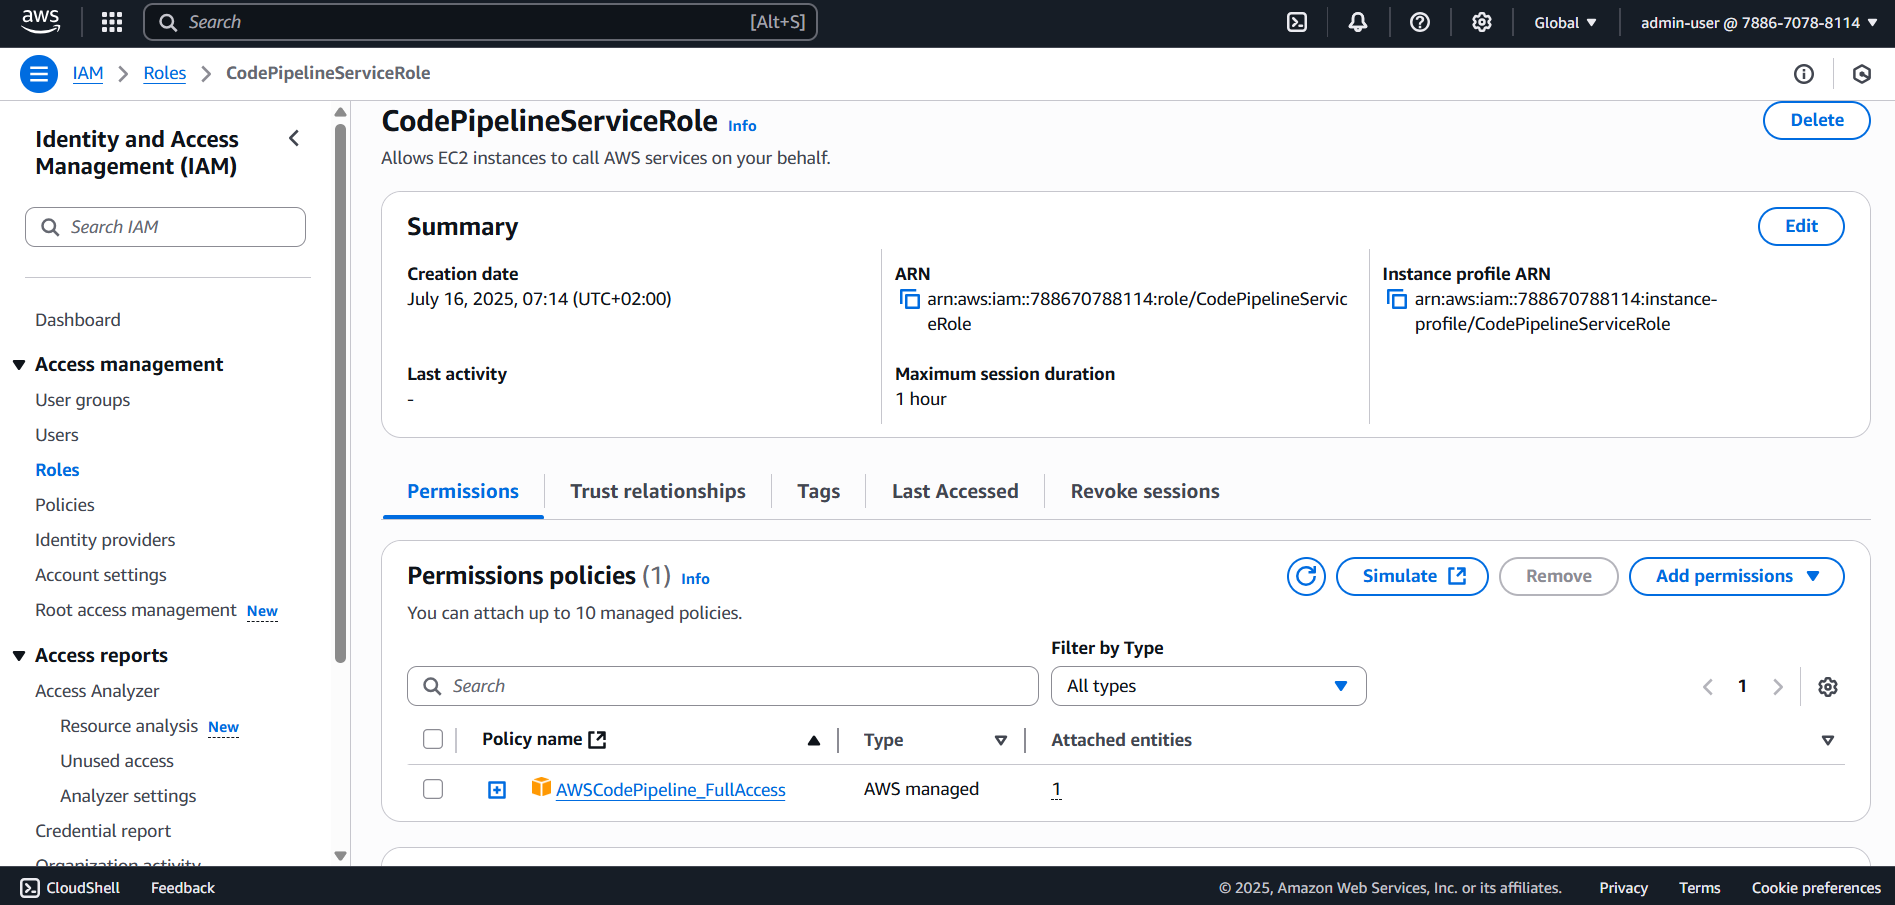 aws
Search [Alt+S]
Global
admin-user @ 7886-7078-8114
IAM
Roles
CodePipelineServiceRole
Identity and Access
Management (IAM)
Search IAM
Dashboard
Access management
User groups
Users
Roles
Policies
Identity providers
Account settings
Root access management New
Access reports
Access Analyzer
Resource analysis New
Unused access
Analyzer settings
Credential report
Organization activity
CodePipelineServiceRole Info
Delete
Allows EC2 instances to call AWS services on your behalf.
Summary
Edit
Creation date
July 16, 2025, 07:14 (UTC+02:00)
ARN
arn:aws:iam::788670788114:role/CodePipelineServic
eRole
Instance profile ARN
arn:aws:iam::788670788114:instance-
profile/CodePipelineServiceRole
Last activity
-
Maximum session duration
1 hour
Permissions
Trust relationships
Tags
Last Accessed
Revoke sessions
Permissions policies (1) Info
Simulate
Remove
Add permissions
You can attach up to 10 managed policies.
Filter by Type
Search
All types
1
Policy name
Type
Attached entities
AWSCodePipeline_FullAccess
AWS managed
1
CloudShell
Feedback
© 2025, Amazon Web Services, Inc. or its affiliates.
Privacy
Terms
Cookie preferences